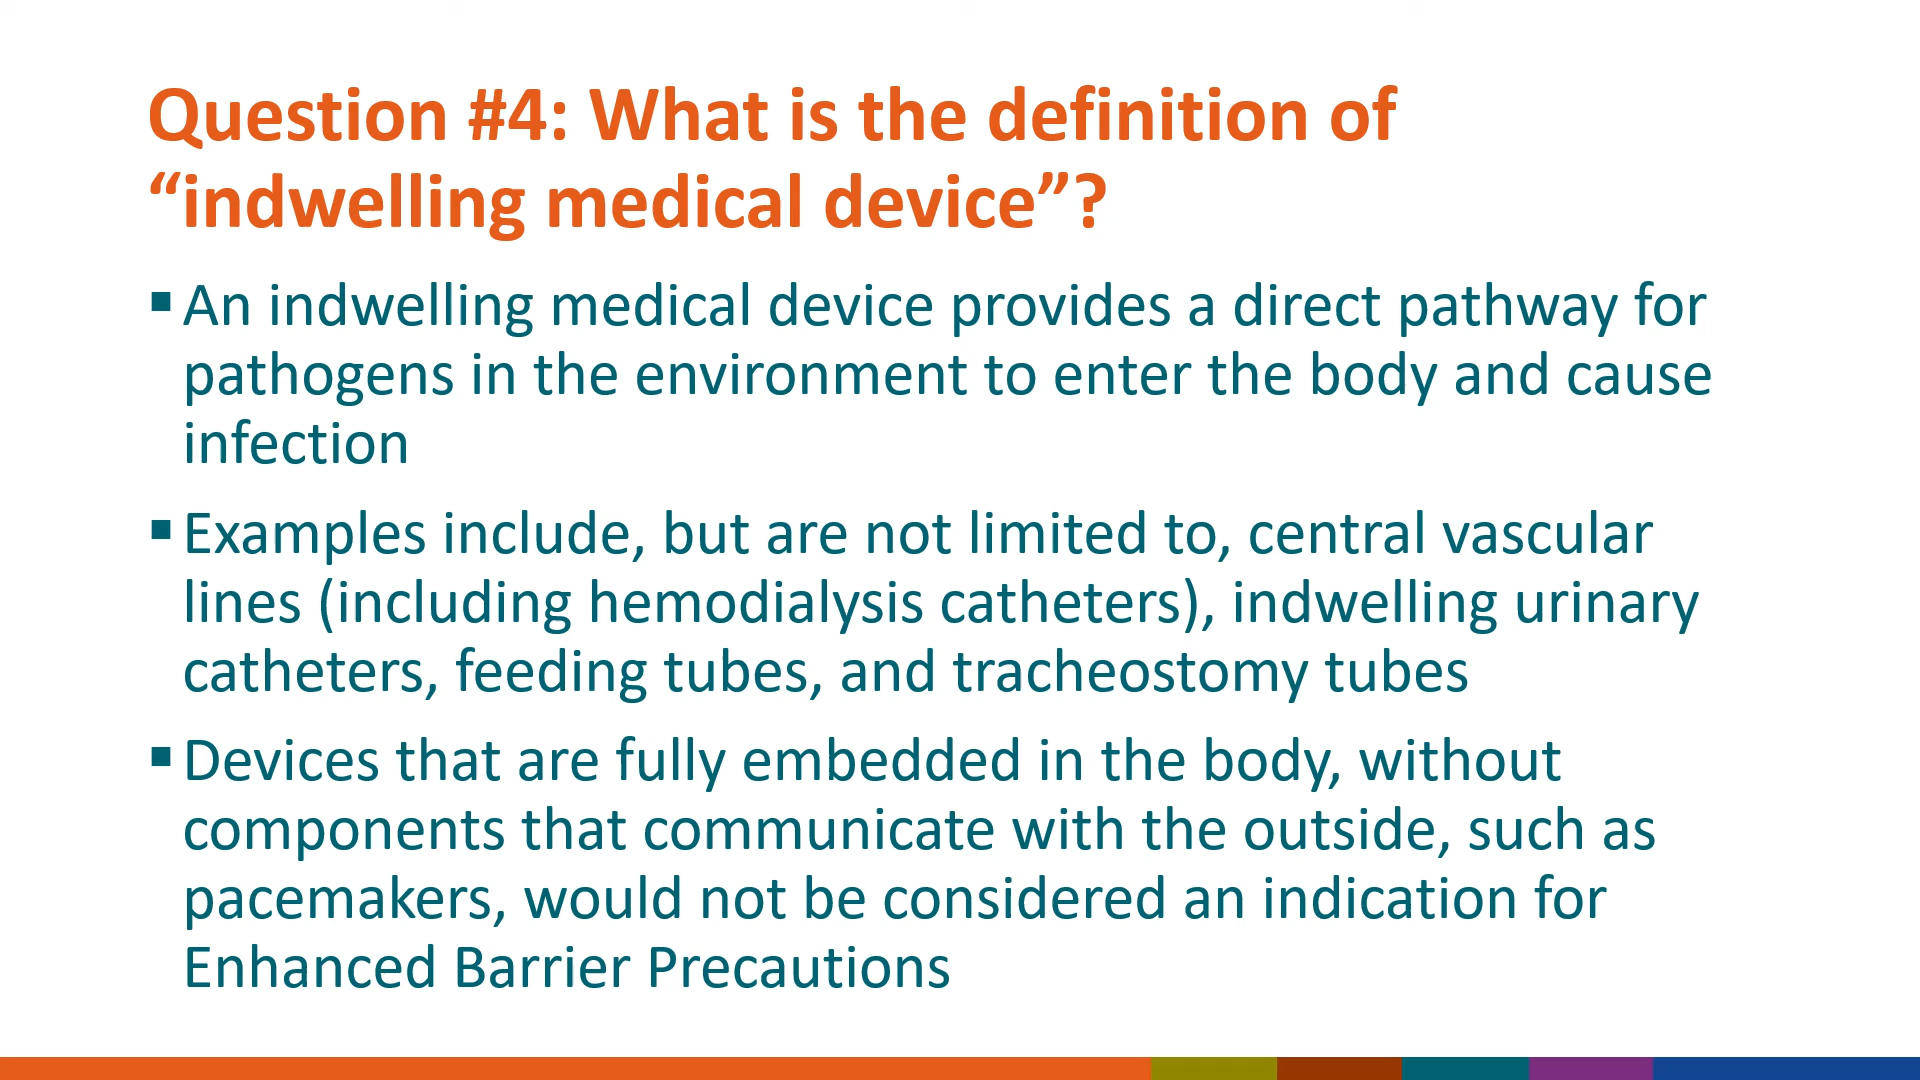 Question #4: What is the definition of
“indwelling medical device”?
▪ An indwelling medical device provides a direct pathway for
pathogens in the environment to enter the body and cause
infection
▪ Examples include, but are not limited to, central vascular
lines (including hemodialysis catheters), indwelling urinary
catheters, feeding tubes, and tracheostomy tubes
▪ Devices that are fully embedded in the body, without
components that communicate with the outside, such as
pacemakers, would not be considered an indication for
Enhanced Barrier Precautions